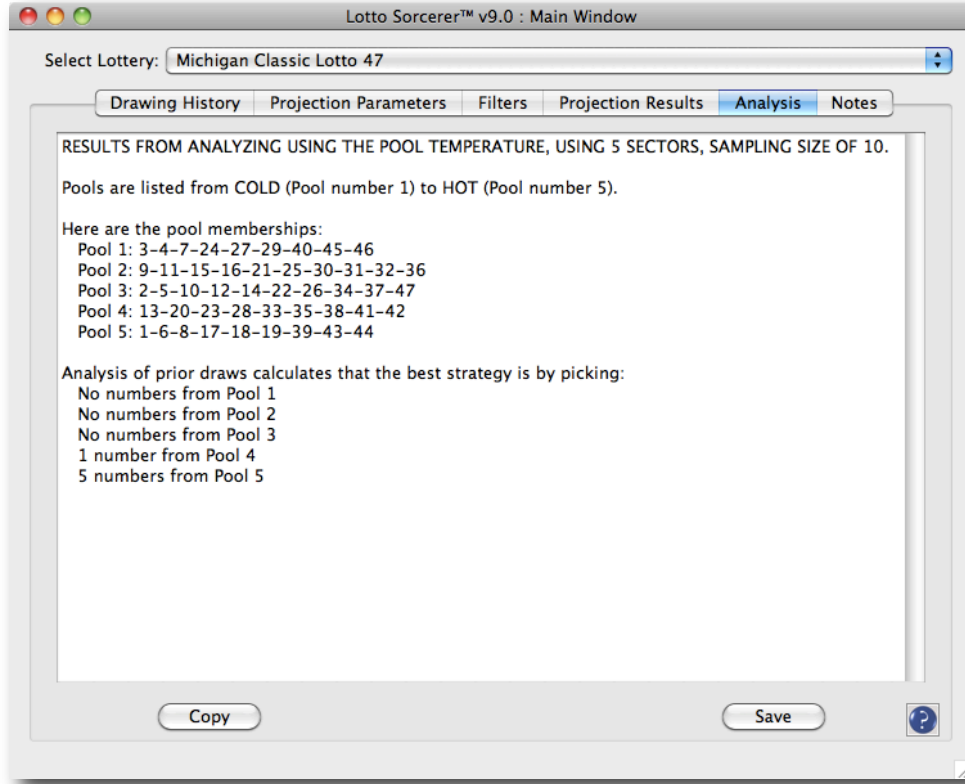 Lotto Sorcerer™ v9.0 : Main Window
Select Lottery: Michigan Classic Lotto 47
Drawing History Projection Parameters Filters Projection Results Analysis Notes
RESULTS FROM ANALYZING USING THE POOL TEMPERATURE, USING 5 SECTORS, SAMPLING SIZE OF 10.
Pools are listed from COLD (Pool number 1) to HOT (Pool number 5).
Here are the pool memberships:
Pool 1: 3-4-7-24-27-29-40-45-46
Pool 2: 9-11-15-16-21-25-30-31-32-36
Pool 3: 2-5-10-12-14-22-26-34-37-47
Pool 4: 13-20-23-28-33-35-38-41-42
Pool 5: 1-6-8-17-18-19-39-43-44
Analysis of prior draws calculates that the best strategy is by picking:
No numbers from Pool 1
No numbers from Pool 2
No numbers from Pool 3
1 number from Pool 4
5 numbers from Pool 5
Copy Save ?